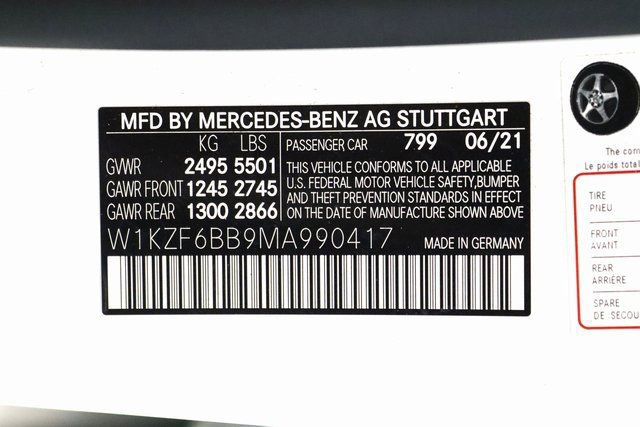 MFD BY MERCEDES-BENZ AG STUTTGART
KG LBS PASSENGER CAR 799 06/21
GVWR 2495 5501
GAWR FRONT 1245 2745
GAWR REAR 1300 2866
THIS VEHICLE CONFORMS TO ALL APPLICABLE
U.S. FEDERAL MOTOR VEHICLE SAFETY,BUMPER
AND THEFT PREVENTION STANDARDS IN EFFECT
ON THE DATE OF MANUFACTURE SHOWN ABOVE
W1KZF6BB9MA990417 MADE IN GERMANY
The com
Le poids total
TIRE
PNEU
FRONT
AVANT
REAR
ARRIÈRE
SPARE
DE SECOU